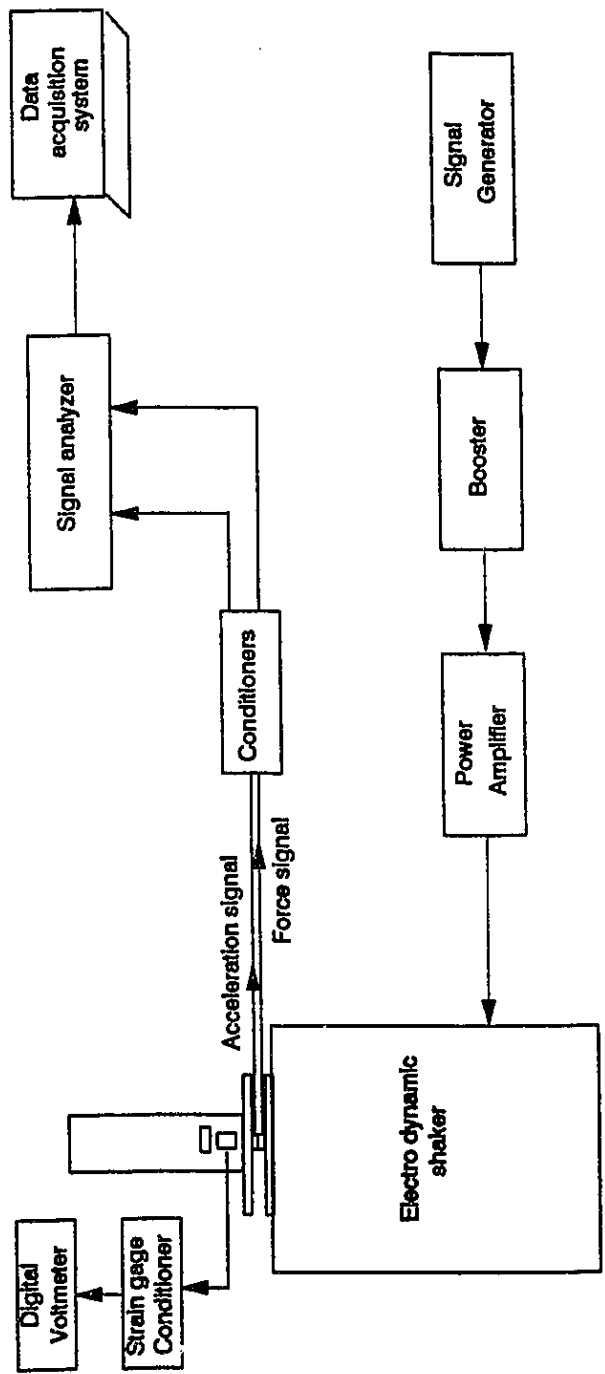 Digital
Voltmeter
Strain gage
Conditioner
Acceleration signal
Force signal
Conditioners
Signal analyzer
Data
acquisition
system
Electro dynamic
shaker
Power
Amplifier
Booster
Signal
Generator